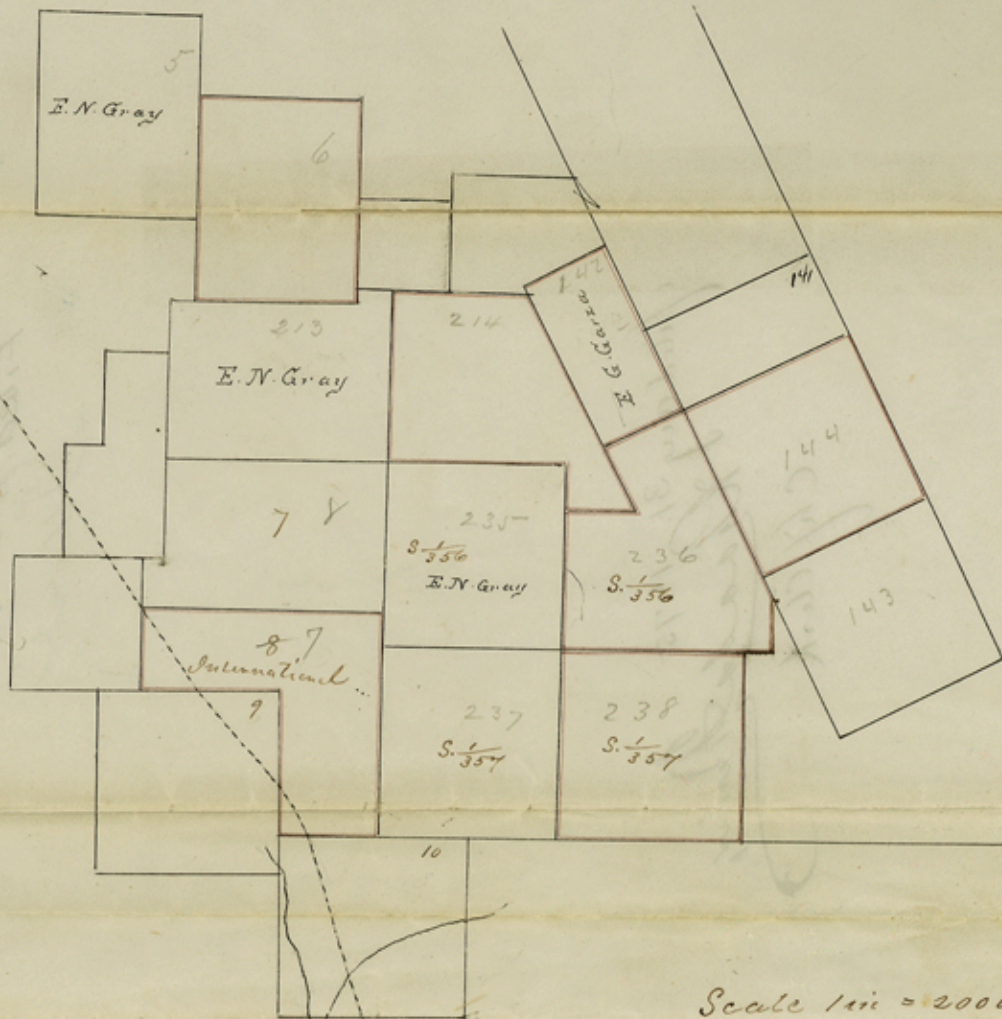 5
E. N. Gray
6
142
E. G. Garza
141
213
E. N. Gray
214
144
7 8
235
S. 1/356
E. N. Gray
236
S. 1/356
143
8 7
International
9
237
S. 1/357
238
S. 1/357
10
Scale 1 in = 200